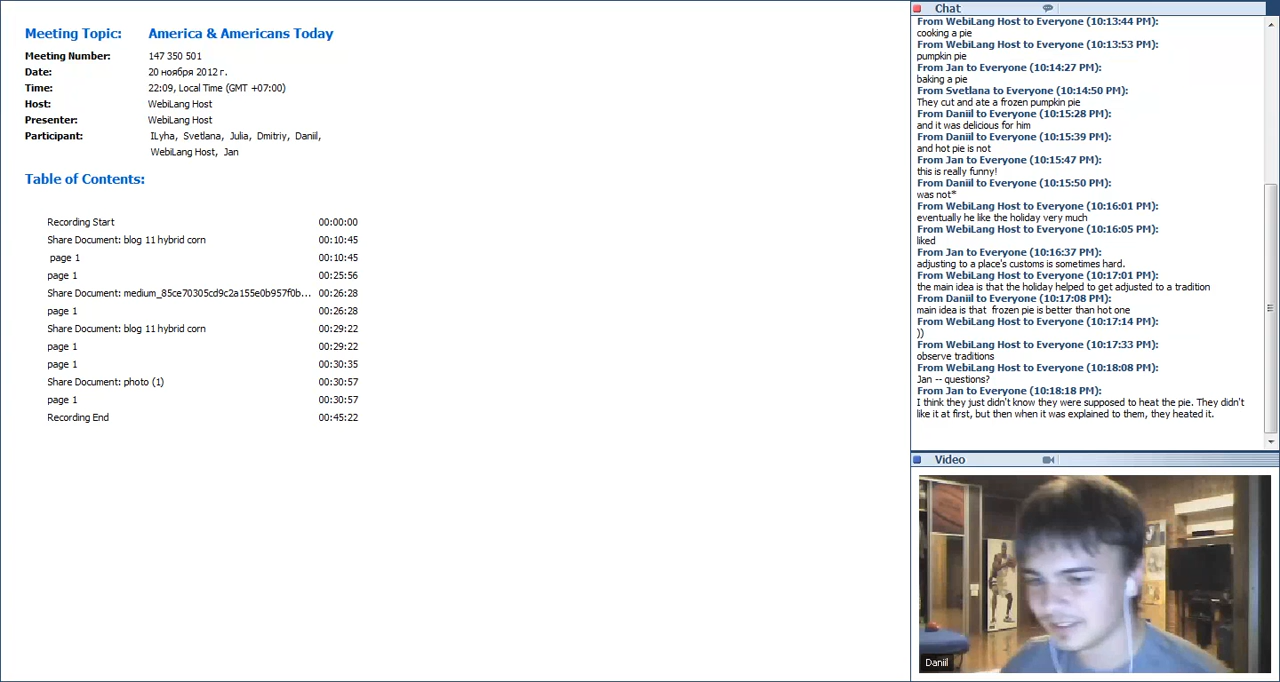 Meeting Topic: America & Americans Today
Meeting Number: 147 350 501
Date: 20 ноября 2012 г.
Time: 22:09, Local Time (GMT +07:00)
Host: WebiLang Host
Presenter: WebiLang Host
Participant: ILyha, Svetlana, Julia, Dmitriy, Daniil,
WebiLang Host, Jan
Table of Contents:
Recording Start 00:00:00
Share Document: blog 11 hybrid corn 00:10:45
page 1 00:10:45
page 1 00:25:56
Share Document: medium_85ce70305cd9c2a155e0b957f0b... 00:26:28
page 1 00:26:28
Share Document: blog 11 hybrid corn 00:29:22
page 1 00:29:22
page 1 00:30:35
Share Document: photo (1) 00:30:57
page 1 00:30:57
Recording End 00:45:22
Chat
From WebiLang Host to Everyone (10:13:44 PM):
cooking a pie
From WebiLang Host to Everyone (10:13:53 PM):
pumpkin pie
From Jan to Everyone (10:14:27 PM):
baking a pie
From Svetlana to Everyone (10:14:50 PM):
They cut and ate a frozen pumpkin pie
From Daniil to Everyone (10:15:28 PM):
and it was delicious for him
From Daniil to Everyone (10:15:39 PM):
and hot pie is not
From Jan to Everyone (10:15:47 PM):
this is really funny!
From Daniil to Everyone (10:15:50 PM):
was not*
From WebiLang Host to Everyone (10:16:01 PM):
eventually he like the holiday very much
From WebiLang Host to Everyone (10:16:05 PM):
liked
From Jan to Everyone (10:16:37 PM):
adjusting to a place's customs is sometimes hard.
From WebiLang Host to Everyone (10:17:01 PM):
the main idea is that the holiday helped to get adjusted to a tradition
From Daniil to Everyone (10:17:08 PM):
main idea is that frozen pie is better than hot one
From WebiLang Host to Everyone (10:17:14 PM):
))
From WebiLang Host to Everyone (10:17:33 PM):
observe traditions
From WebiLang Host to Everyone (10:18:08 PM):
Jan -- questions?
From Jan to Everyone (10:18:18 PM):
I think they just didn't know they were supposed to heat the pie. They didn't
like it at first, but then when it was explained to them, they heated it.
Video
Daniil